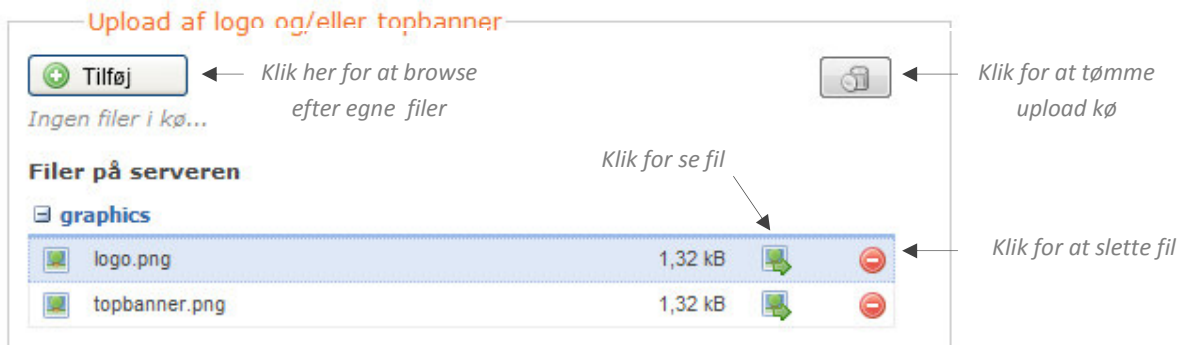 Upload af logo og/eller topbanner
Tilføj
Klik her for at browse
efter egne filer
Klik for at tømme
upload kø
Ingen filer i kø...
Klik for se fil
Filer på serveren
graphics
logo.png 1,32 kB
Klik for at slette fil
topbanner.png 1,32 kB